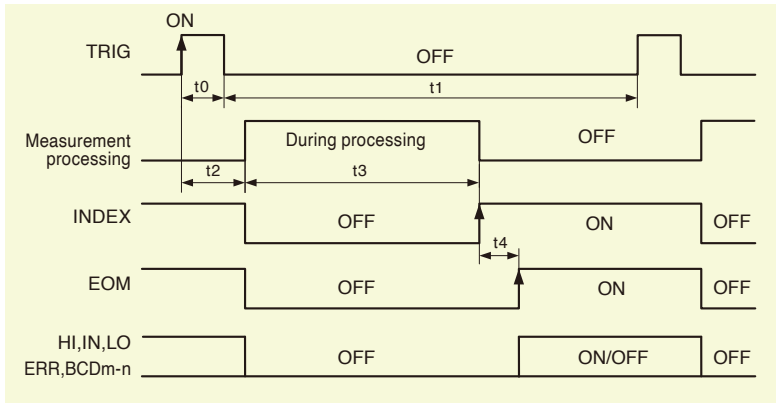 ON
TRIG
OFF
t0
t1
Measurement
processing
During processing
OFF
t2
t3
INDEX
OFF
ON
OFF
t4
EOM
OFF
ON
OFF
HI,IN,LO
ERR,BCDm-n
OFF
ON/OFF
OFF